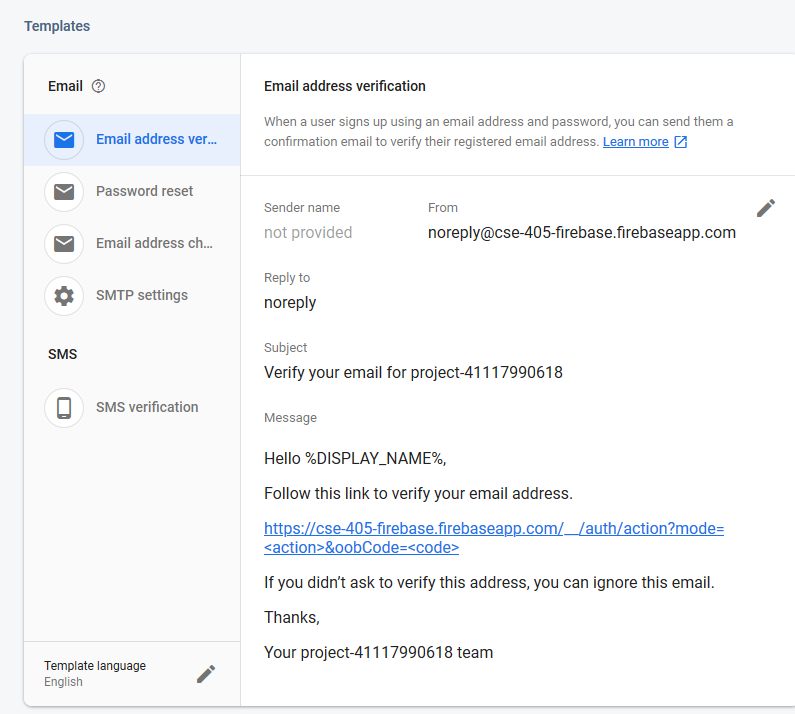 Templates
Email
Email address ver...
Password reset
Email address ch...
SMTP settings
SMS
SMS verification
Template language
English
Email address verification
When a user signs up using an email address and password, you can send them a
confirmation email to verify their registered email address. Learn more
Sender name
not provided
From
noreply@cse-405-firebase.firebaseapp.com
Reply to
noreply
Subject
Verify your email for project-41117990618
Message
Hello %DISPLAY_NAME%,
Follow this link to verify your email address.
https://cse-405-firebase.firebaseapp.com/__/auth/action?mode=
<action>&oobCode=<code>
If you didn’t ask to verify this address, you can ignore this email.
Thanks,
Your project-41117990618 team